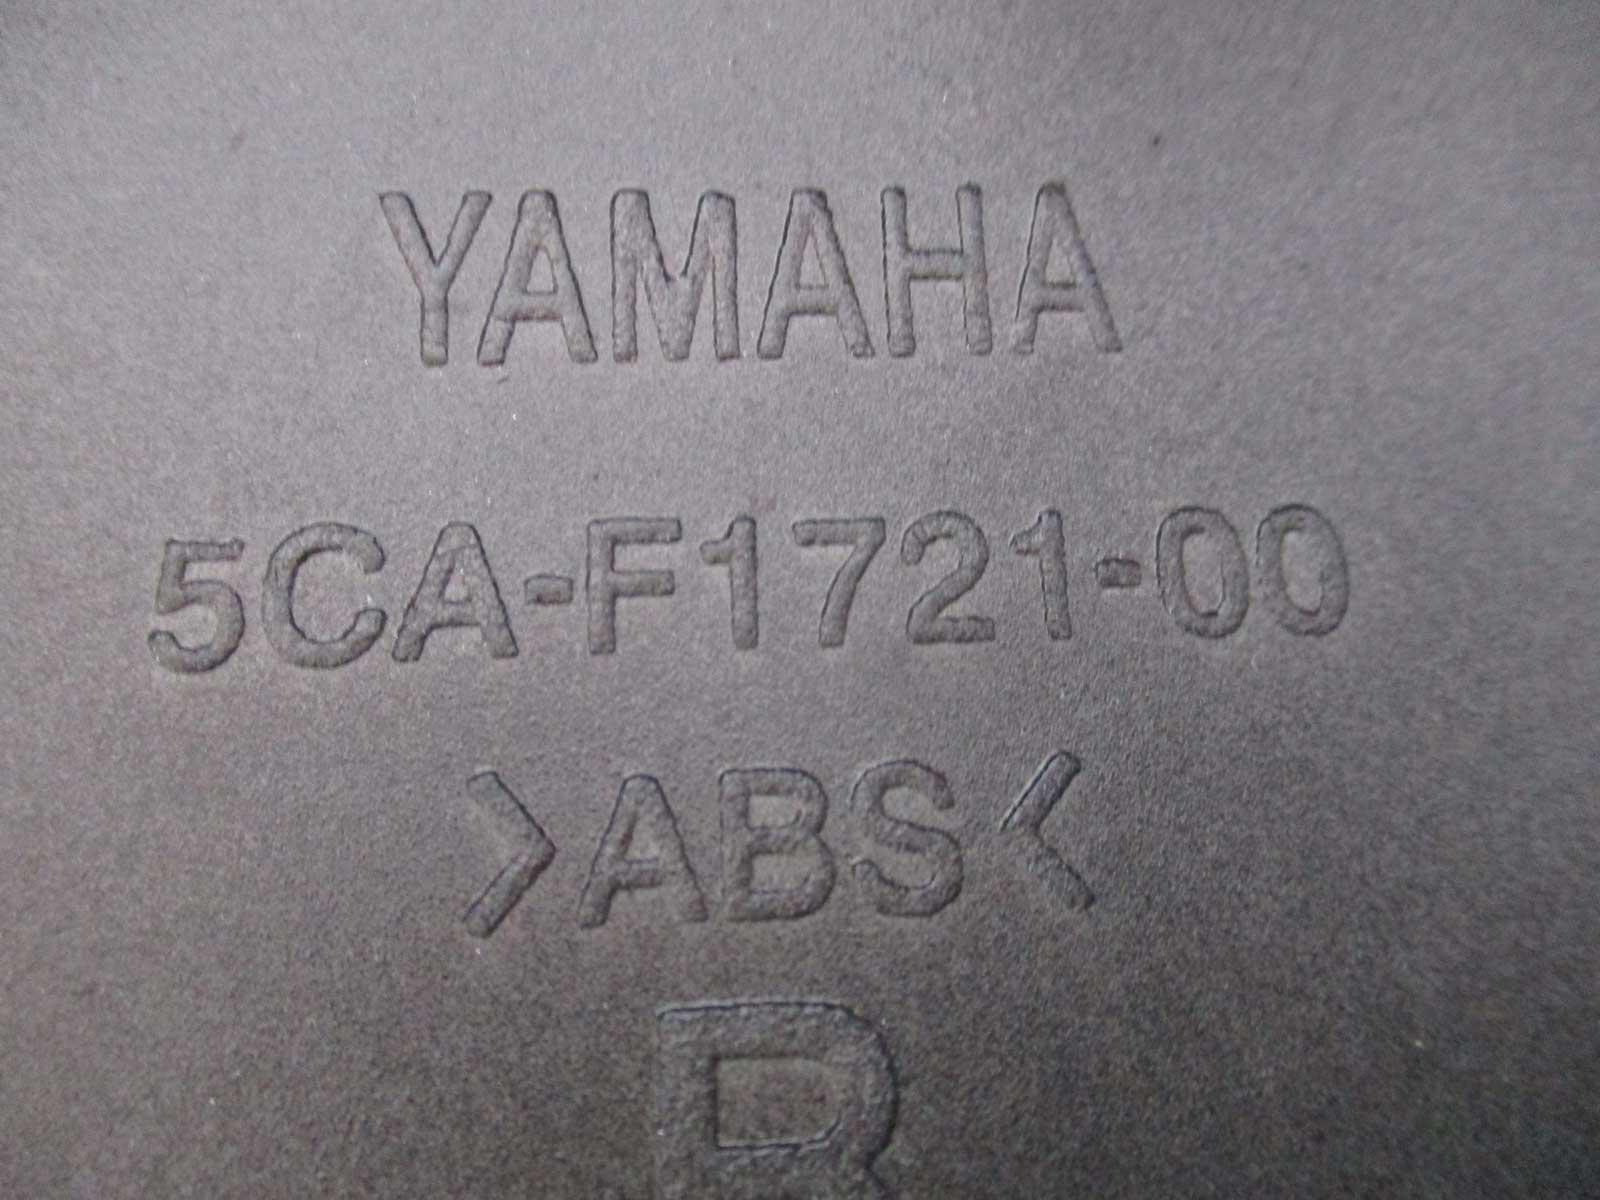 YAMAHA
5CA-F1721-00
>ABS<
R